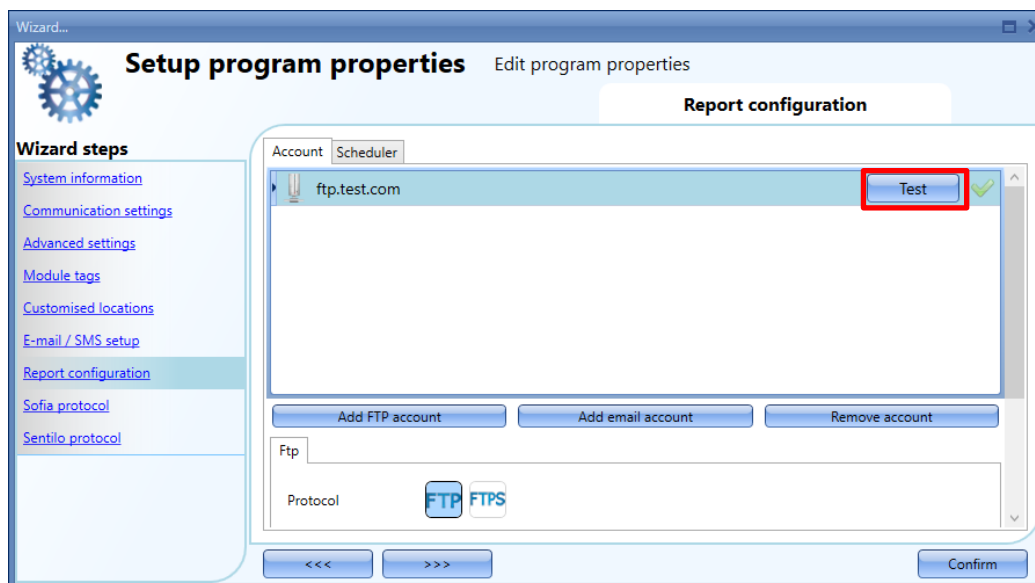 Wizard...
Setup program properties Edit program properties
Report configuration
Wizard steps
System information
Communication settings
Advanced settings
Module tags
Customised locations
E-mail / SMS setup
Report configuration
Sofia protocol
Sentilo protocol
Account Scheduler
ftp.test.com Test
Add FTP account Add email account Remove account
Ftp
Protocol FTP FTPS
<<< >>> Confirm